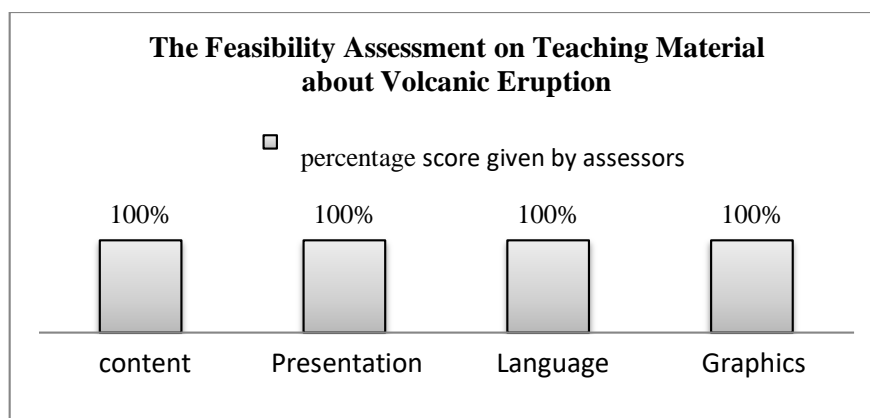 The Feasibility Assessment on Teaching Material
about Volcanic Eruption
percentage score given by assessors
100% 100% 100% 100%
content Presentation Language Graphics